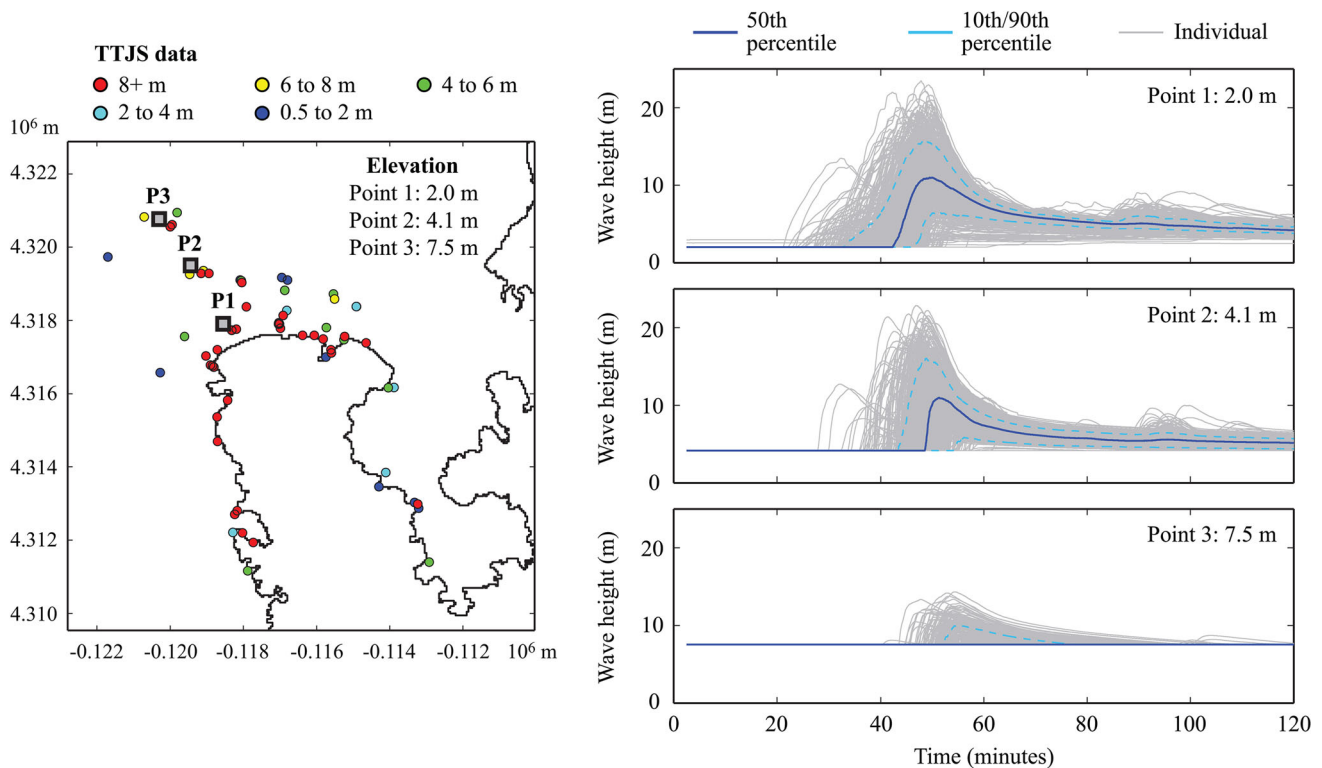 TTJS data
8+ m
6 to 8 m
4 to 6 m
2 to 4 m
0.5 to 2 m
10⁶ m
4.322
4.320
4.318
4.316
4.314
4.312
4.310
P3
P2
P1
Elevation
Point 1: 2.0 m
Point 2: 4.1 m
Point 3: 7.5 m
-0.122 -0.120 -0.118 -0.116 -0.114 -0.112 10⁶ m
50th
percentile
10th/90th
percentile
Individual
Wave height (m)
20
10
0
Point 1: 2.0 m
Wave height (m)
20
10
0
Point 2: 4.1 m
Wave height (m)
20
10
0
Point 3: 7.5 m
0 20 40 60 80 100 120
Time (minutes)